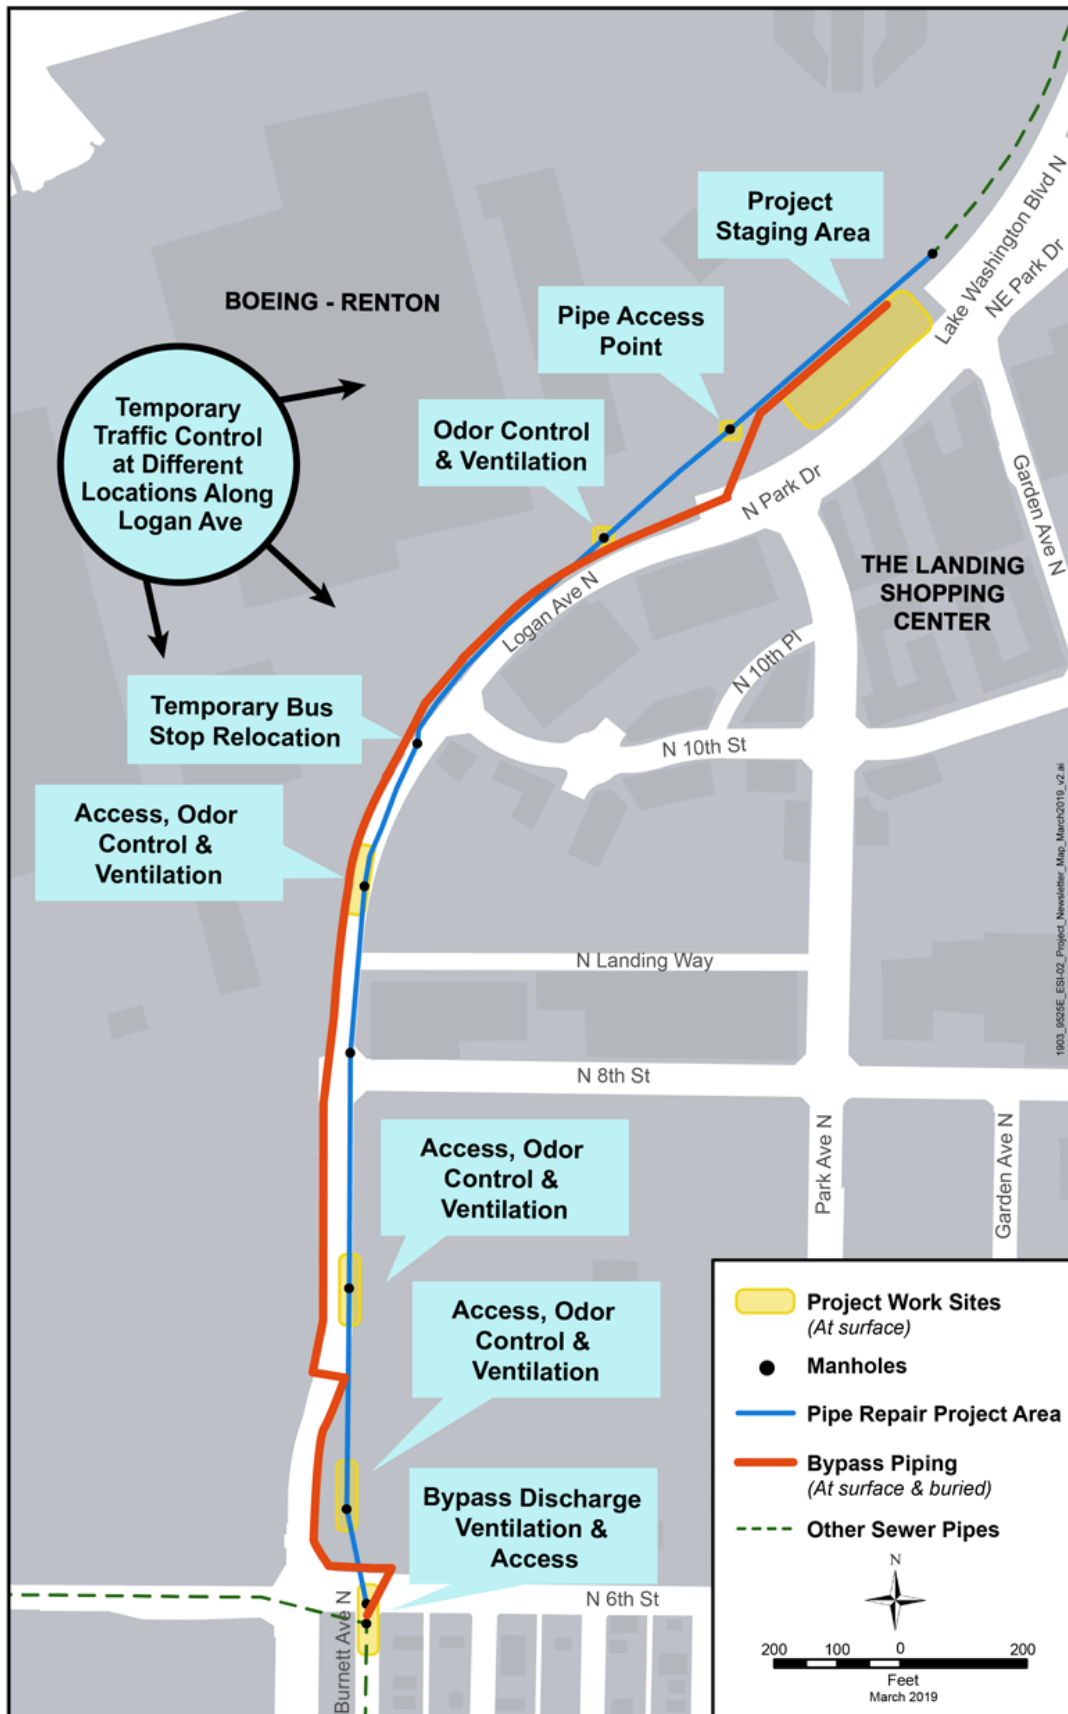 Project
Staging Area
Lake Washington Blvd N
NE Park Dr
BOEING - RENTON
Pipe Access
Point
Temporary
Traffic Control
at Different
Locations Along
Logan Ave
Odor Control
& Ventilation
N Park Dr
Garden Ave N
THE LANDING
SHOPPING
CENTER
Logan Ave N
N 10th Pl
Temporary Bus
Stop Relocation
N 10th St
Access, Odor
Control &
Ventilation
1903_9525E_ESI-02_Project_Newsletter_Map_March2019_v2.ai
N Landing Way
N 8th St
Access, Odor
Control &
Ventilation
Park Ave N
Garden Ave N
Access, Odor
Control &
Ventilation
Bypass Discharge
Ventilation &
Access
N 6th St
Burnett Ave N
Project Work Sites
(At surface)
Manholes
Pipe Repair Project Area
Bypass Piping
(At surface & buried)
Other Sewer Pipes
N
200 100 0 200
Feet
March 2019